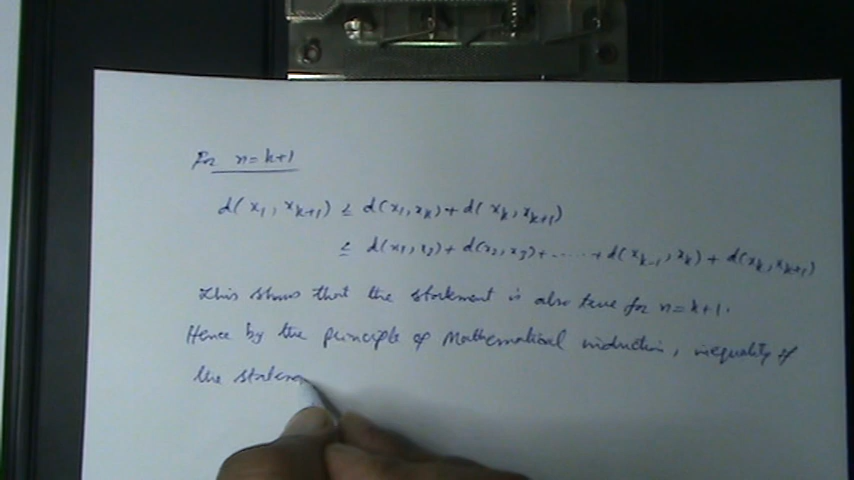 For n=k+1
d(x₁, xₖ₊₁) ≤ d(x₁, xₖ) + d(xₖ, xₖ₊₁)
≤ d(x₁, x₂) + d(x₂, x₃) + ...... + d(xₖ₋₁, xₖ) + d(xₖ, xₖ₊₁)
This shows that the statement is also true for n=k+1.
Hence by the principle of Mathematical induction, inequality of
the stateme